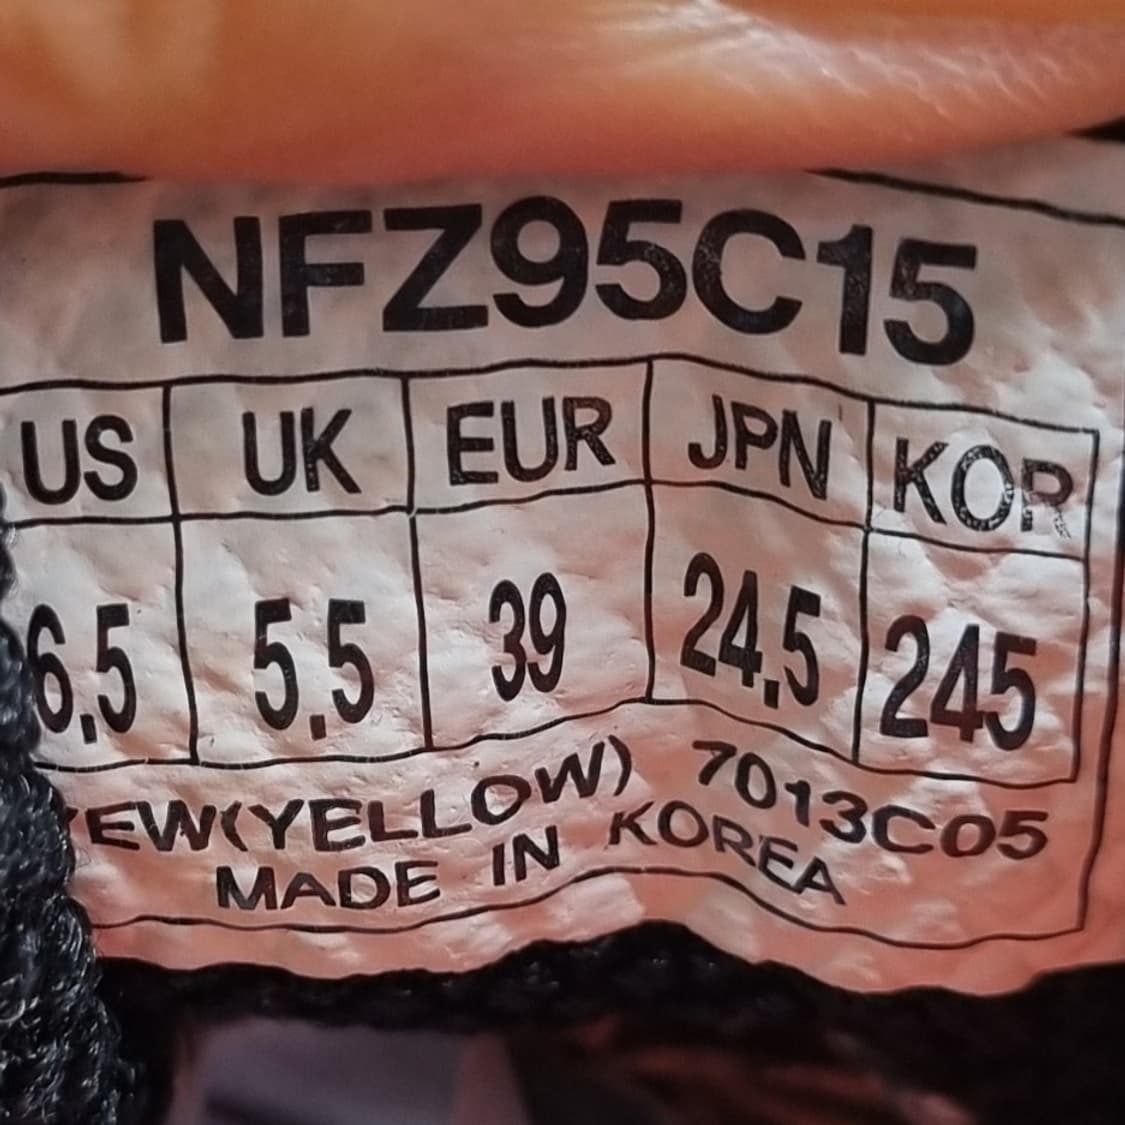 NFZ95C15
US UK EUR JPN KOR
6.5 5.5 39 24.5 245
YEW(YELLOW) 7013C05
MADE IN KOREA